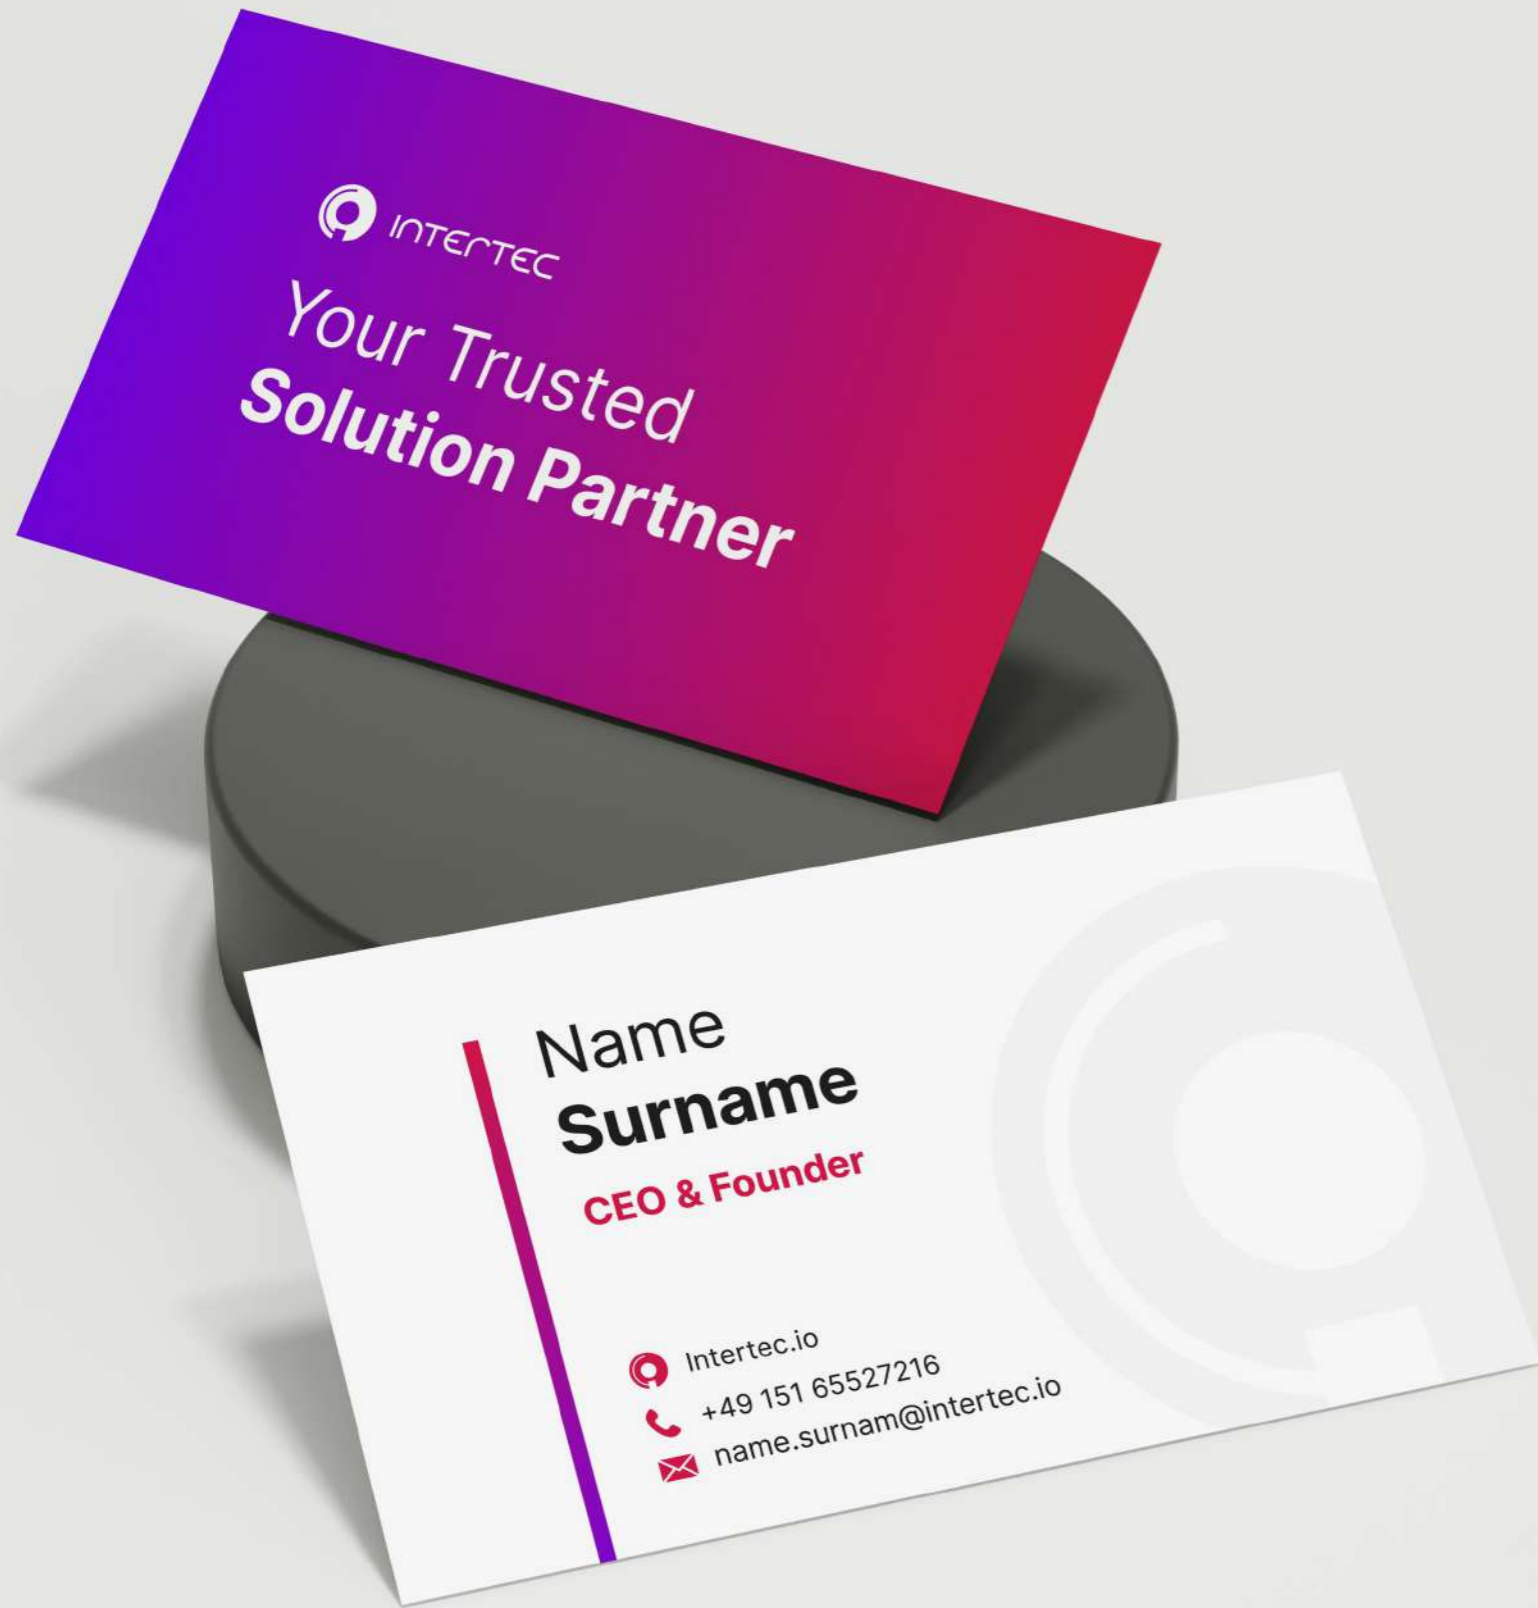 INTERTEC
Your Trusted
Solution Partner
Name
Surname
CEO & Founder
Intertec.io
+49 151 65527216
name.surnam@intertec.io